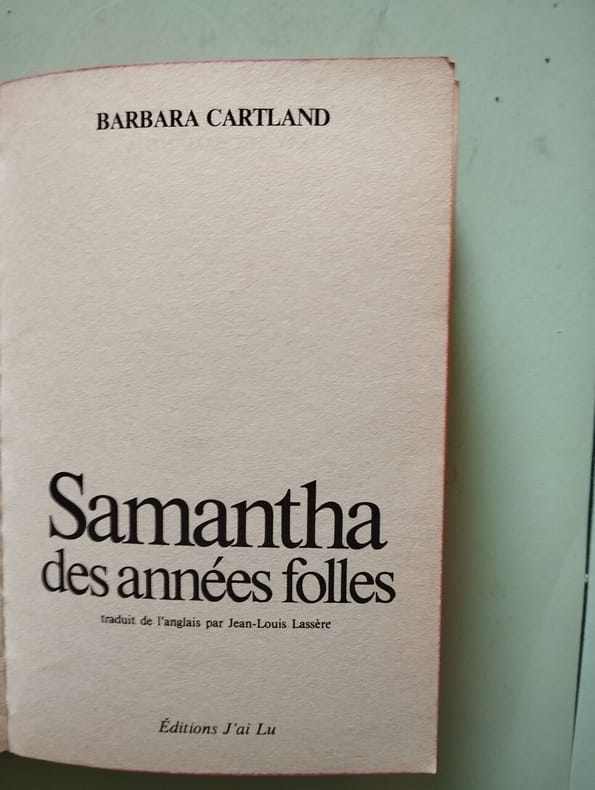 BARBARA CARTLAND
Samantha
des années folles
traduit de l'anglais par Jean-Louis Lassère
Éditions J'ai Lu